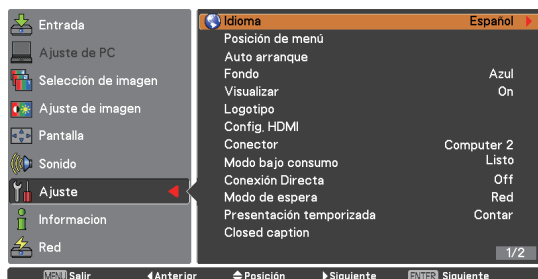 Entrada
Ajuste de PC
Selección de imagen
Ajuste de imagen
Pantalla
Sonido
Ajuste
Informacion
Red
Idioma Español
Posición de menú
Auto arranque
Fondo Azul
Visualizar On
Logotipo
Config. HDMI
Conector Computer 2
Modo bajo consumo Listo
Conexión Directa Off
Modo de espera Red
Presentación temporizada Contar
Closed caption
1/2
MENU Salir Anterior Posición Siguiente ENTER Siguiente